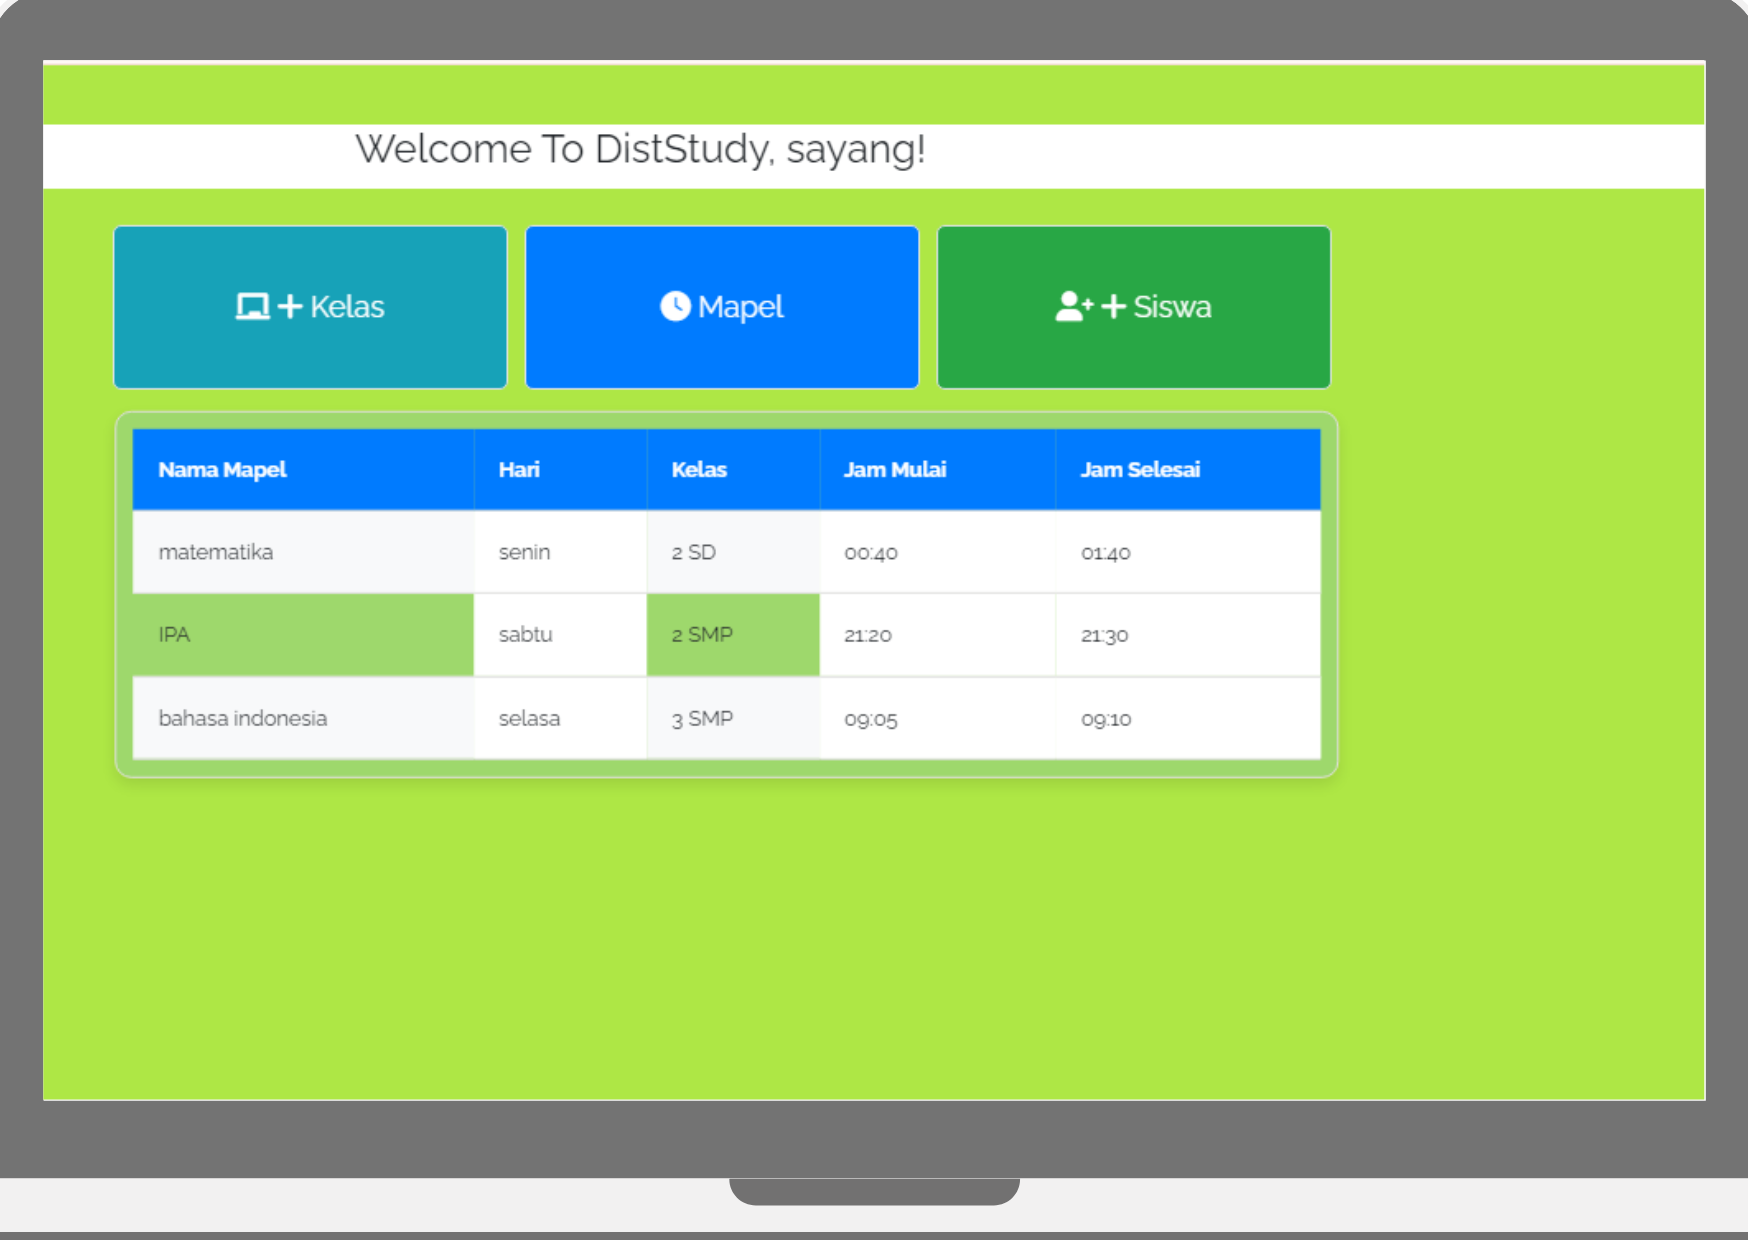 Welcome To DistStudy, sayang!
+ Kelas
Mapel
+ Siswa
Nama Mapel Hari Kelas Jam Mulai Jam Selesai
matematika senin 2 SD 00:40 01:40
IPA sabtu 2 SMP 21:20 21:30
bahasa indonesia selasa 3 SMP 09:05 09:10